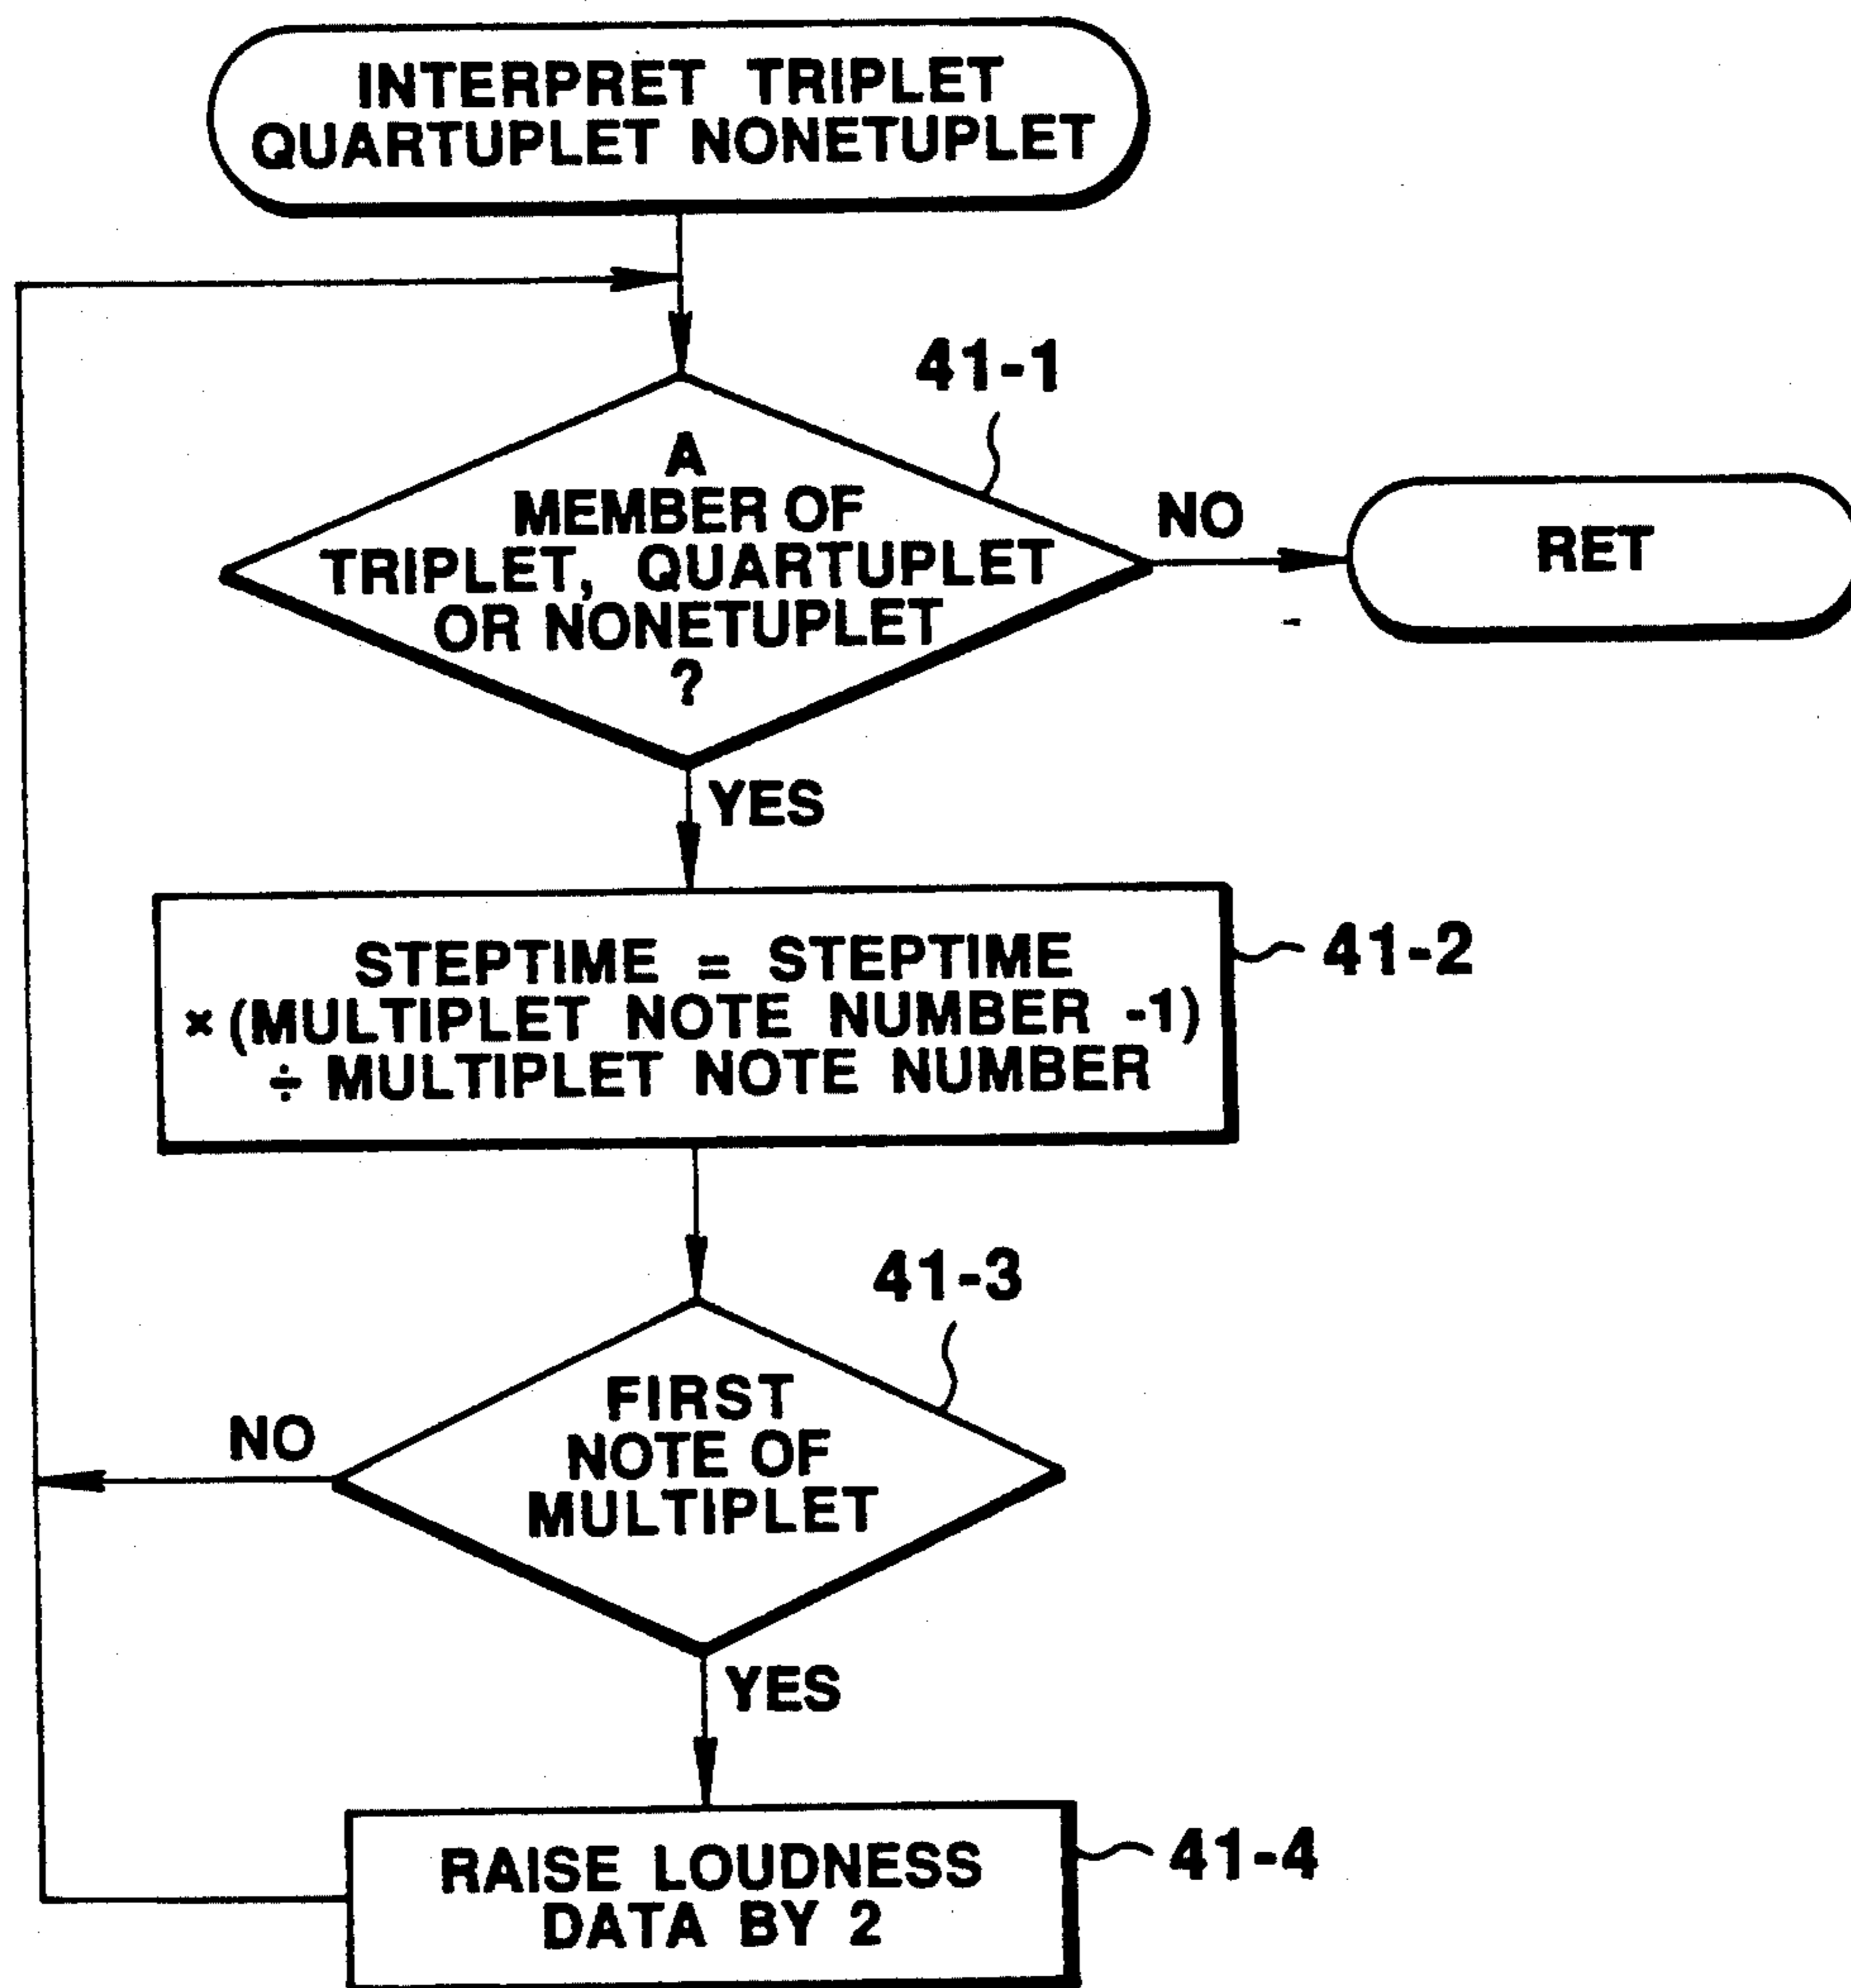 INTERPRET TRIPLET
QUARTUPLET NONETUPLET
41-1
A
MEMBER OF
TRIPLET, QUARTUPLET
OR NONETUPLET
?
NO
RET
YES
STEPTIME = STEPTIME
×(MULTIPLET NOTE NUMBER -1)
÷ MULTIPLET NOTE NUMBER
41-2
41-3
FIRST
NOTE OF
MULTIPLET
NO
YES
RAISE LOUDNESS
DATA BY 2
41-4